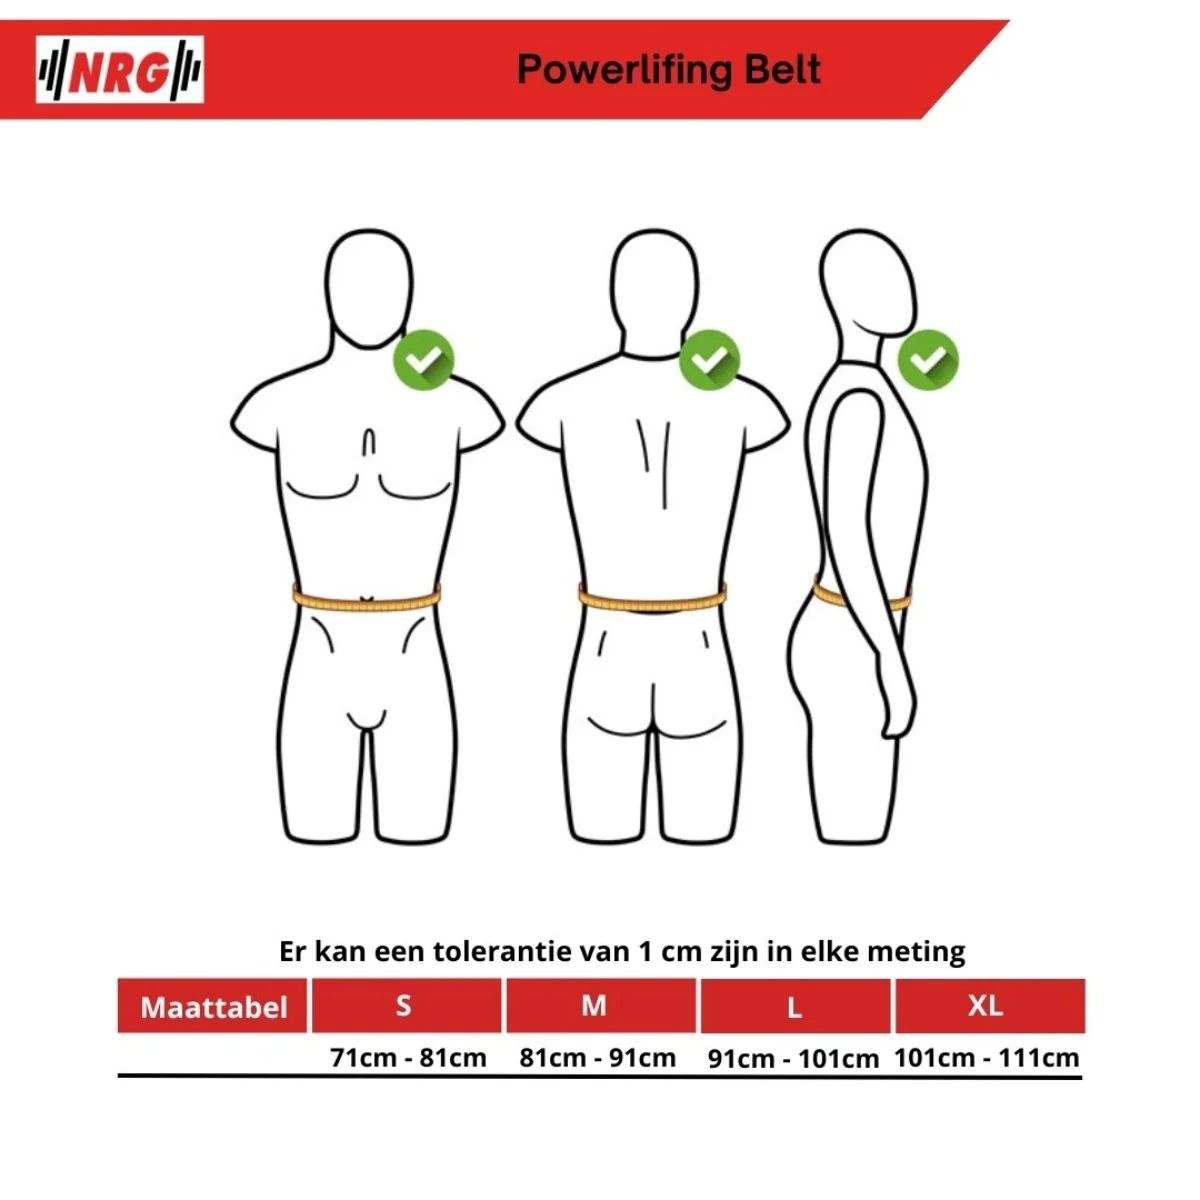 NRG
Powerlifing Belt
Er kan een tolerantie van 1 cm zijn in elke meting
Maattabel S M L XL
71cm - 81cm 81cm - 91cm 91cm - 101cm 101cm - 111cm